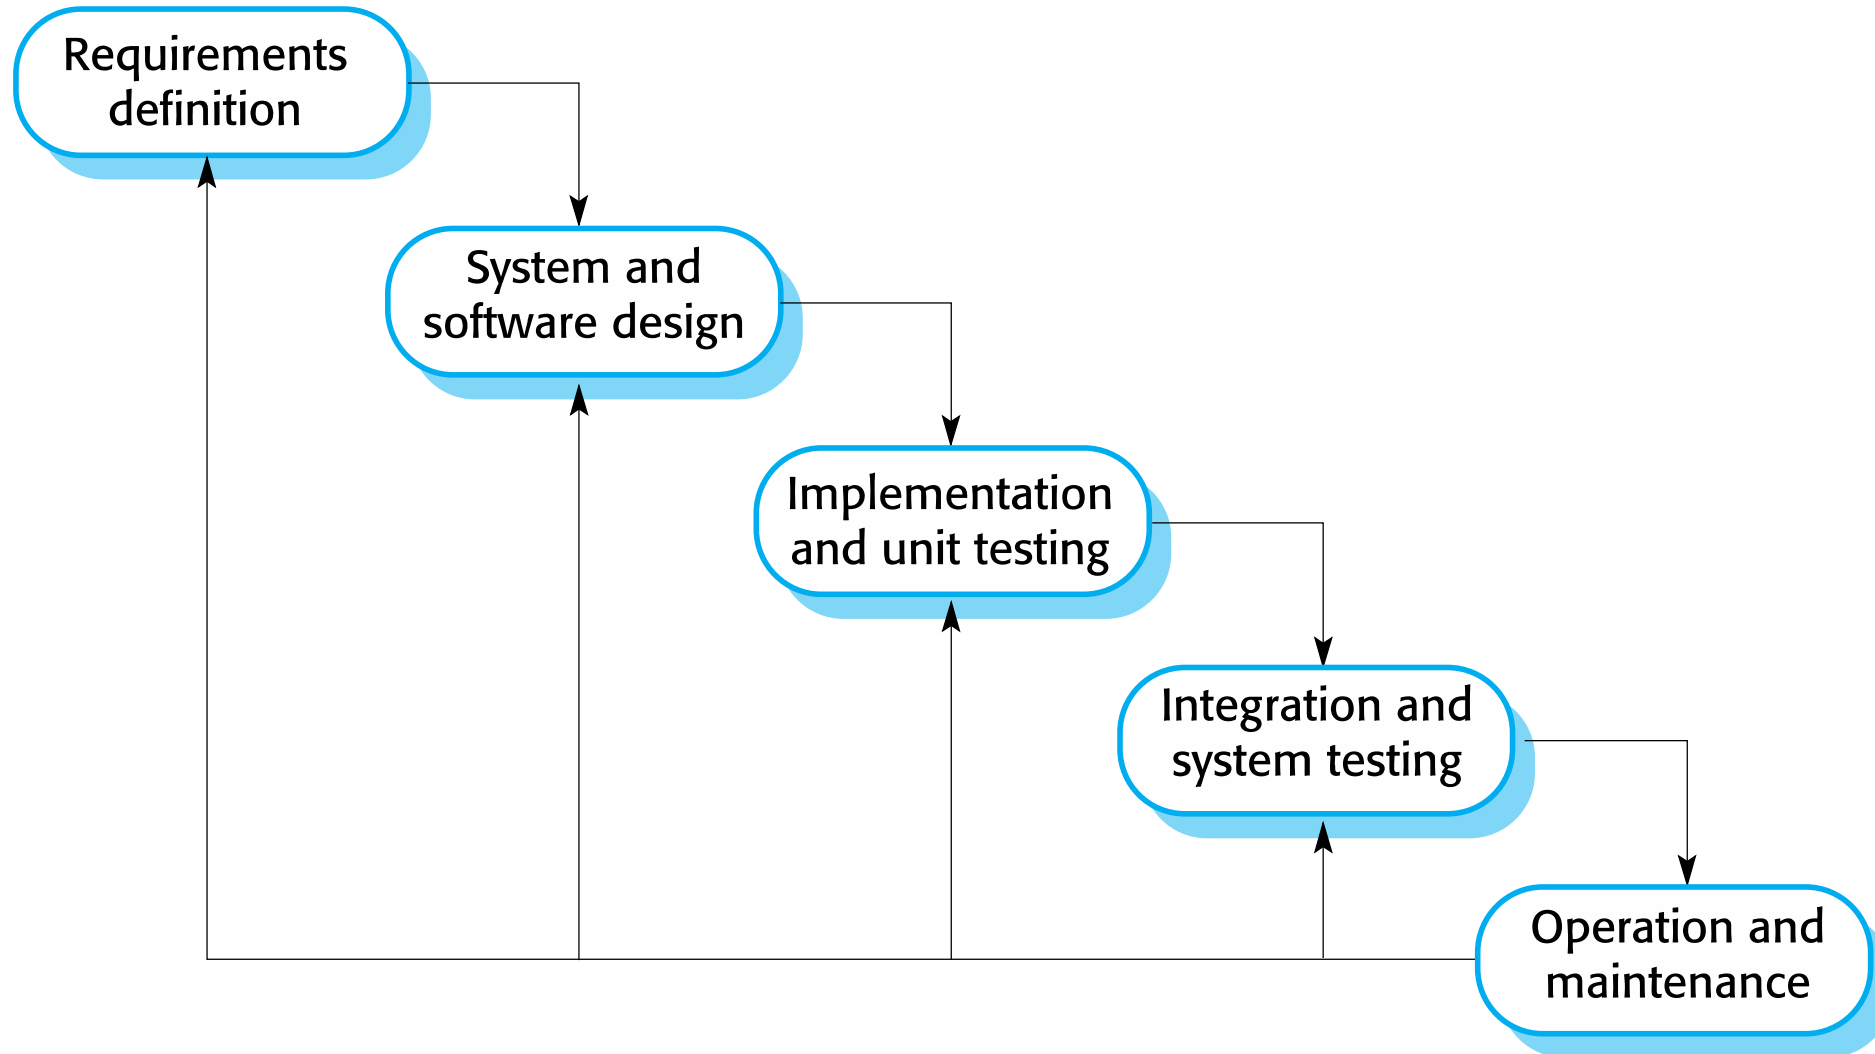 Requirements
definition
System and
software design
Implementation
and unit testing
Integration and
system testing
Operation and
maintenance